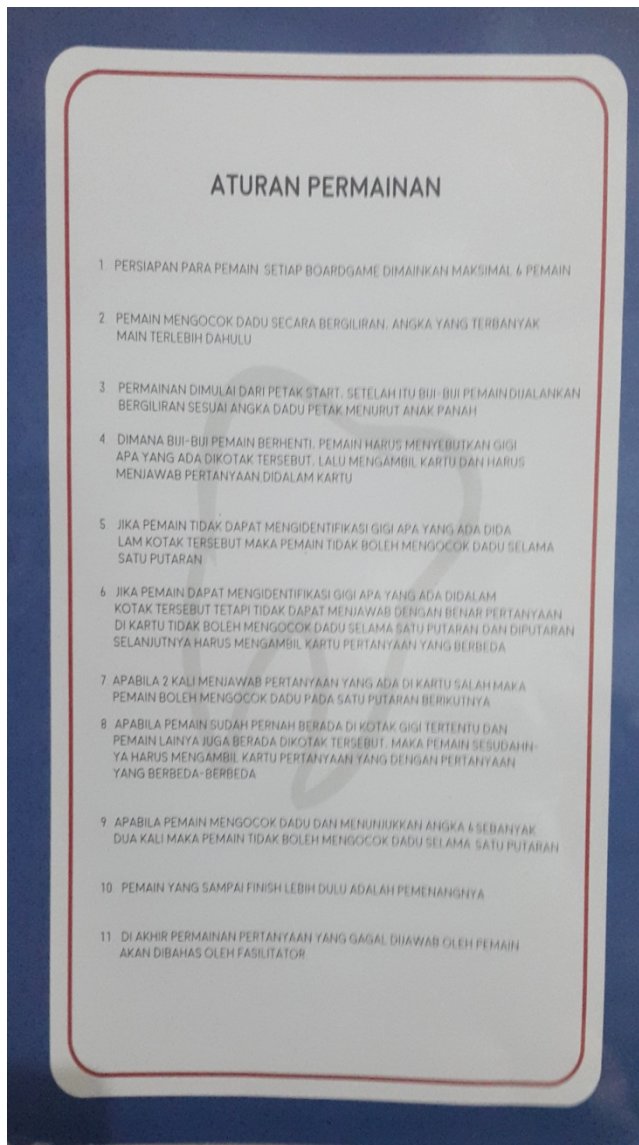 ATURAN PERMAINAN
1 PERSIAPAN PARA PEMAIN SETIAP BOARDGAME DIMAINKAN MAKSIMAL 6 PEMAIN
2. PEMAIN MENGOCOK DADU SECARA BERGILIRAN. ANGKA YANG TERBANYAK
MAIN TERLEBIH DAHULU
3 PERMAINAN DIMULAI DARI PETAK START. SETELAH ITU BIJI-BIJI PEMAIN DIJALANKAN
BERGILIRAN SESUAI ANGKA DADU PETAK MENURUT ANAK PANAH
4. DIMANA BIJI-BIJI PEMAIN BERHENTI. PEMAIN HARUS MENYEBUTKAN GIGI
APA YANG ADA DIKOTAK TERSEBUT. LALU MENGAMBIL KARTU DAN HARUS
MENJAWAB PERTANYAAN DIDALAM KARTU
5. JIKA PEMAIN TIDAK DAPAT MENGIDENTIFIKASI GIGI APA YANG ADA DIDA
LAM KOTAK TERSEBUT MAKA PEMAIN TIDAK BOLEH MENGOCOK DADU SELAMA
SATU PUTARAN
6 JIKA PEMAIN DAPAT MENGIDENTIFIKASI GIGI APA YANG ADA DIDALAM
KOTAK TERSEBUT TETAPI TIDAK DAPAT MENJAWAB DENGAN BENAR PERTANYAAN
DI KARTU TIDAK BOLEH MENGOCOK DADU SELAMA SATU PUTARAN DAN DIPUTARAN
SELANJUTNYA HARUS MENGAMBIL KARTU PERTANYAAN YANG BERBEDA
7. APABILA 2 KALI MENJAWAB PERTANYAAN YANG ADA DI KARTU SALAH MAKA
PEMAIN BOLEH MENGOCOK DADU PADA SATU PUTARAN BERIKUTNYA
8 APABILA PEMAIN SUDAH PERNAH BERADA DI KOTAK GIGI TERTENTU DAN
PEMAIN LAINYA JUGA BERADA DIKOTAK TERSEBUT. MAKA PEMAIN SESUDAHN-
YA HARUS MENGAMBIL KARTU PERTANYAAN YANG DENGAN PERTANYAAN
YANG BERBEDA-BERBEDA
9. APABILA PEMAIN MENGOCOK DADU DAN MENUNJUKKAN ANGKA 6 SEBANYAK
DUA KALI MAKA PEMAIN TIDAK BOLEH MENGOCOK DADU SELAMA SATU PUTARAN
10 PEMAIN YANG SAMPAI FINISH LEBIH DULU ADALAH PEMENANGNYA
11 DI AKHIR PERMAINAN PERTANYAAN YANG GAGAL DIJAWAB OLEH PEMAIN
AKAN DIBAHAS OLEH FASILITATOR